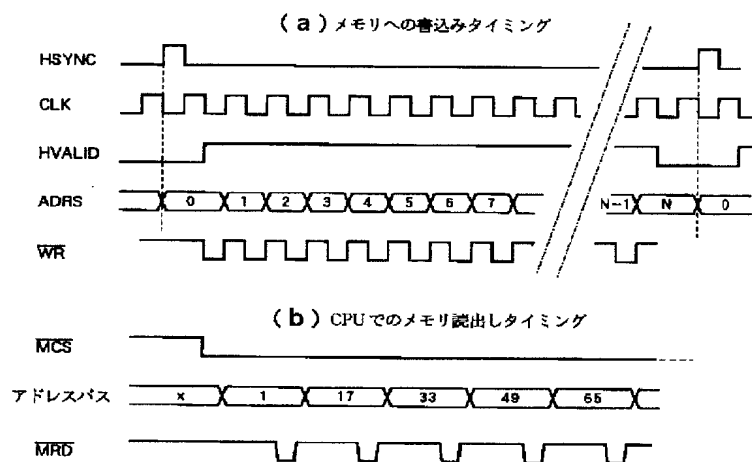 (a)メモリへの書込みタイミング
HSYNC
CLK
HVALID
ADRS 0 1 2 3 4 5 6 7 N-1 N 0
WR
(b)CPUでのメモリ読出しタイミング
MCS
アドレスバス x 1 17 33 49 65
MRD